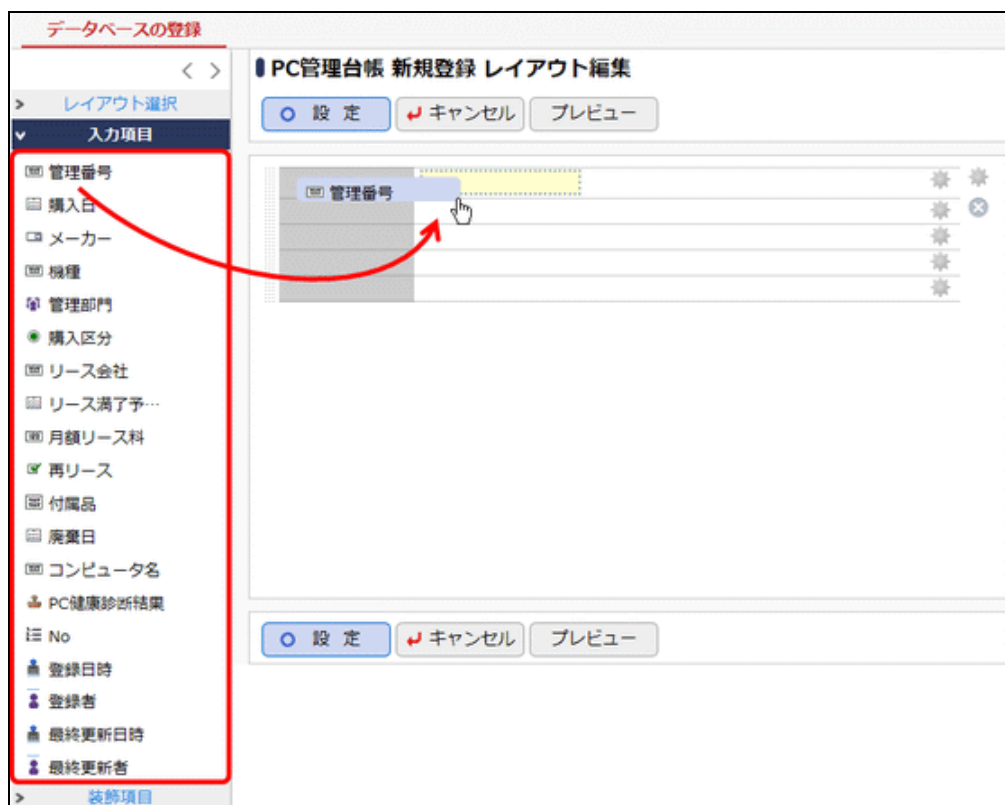 データベースの登録
レイアウト選択
入力項目
管理番号
購入日
メーカー
機種
管理部門
購入区分
リース会社
リース満了予…
月額リース料
再リース
付属品
廃棄日
コンピュータ名
PC健康診断結果
No
登録日時
登録者
最終更新日時
最終更新者
装飾項目
PC管理台帳 新規登録 レイアウト編集
設 定 キャンセル プレビュー
管理番号
設 定 キャンセル プレビュー